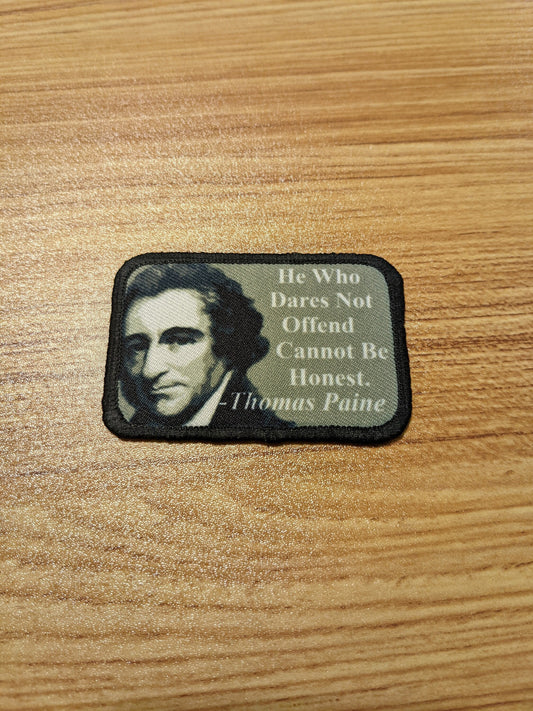 He Who
Dares Not
Offend
Cannot Be
Honest.
-Thomas Paine